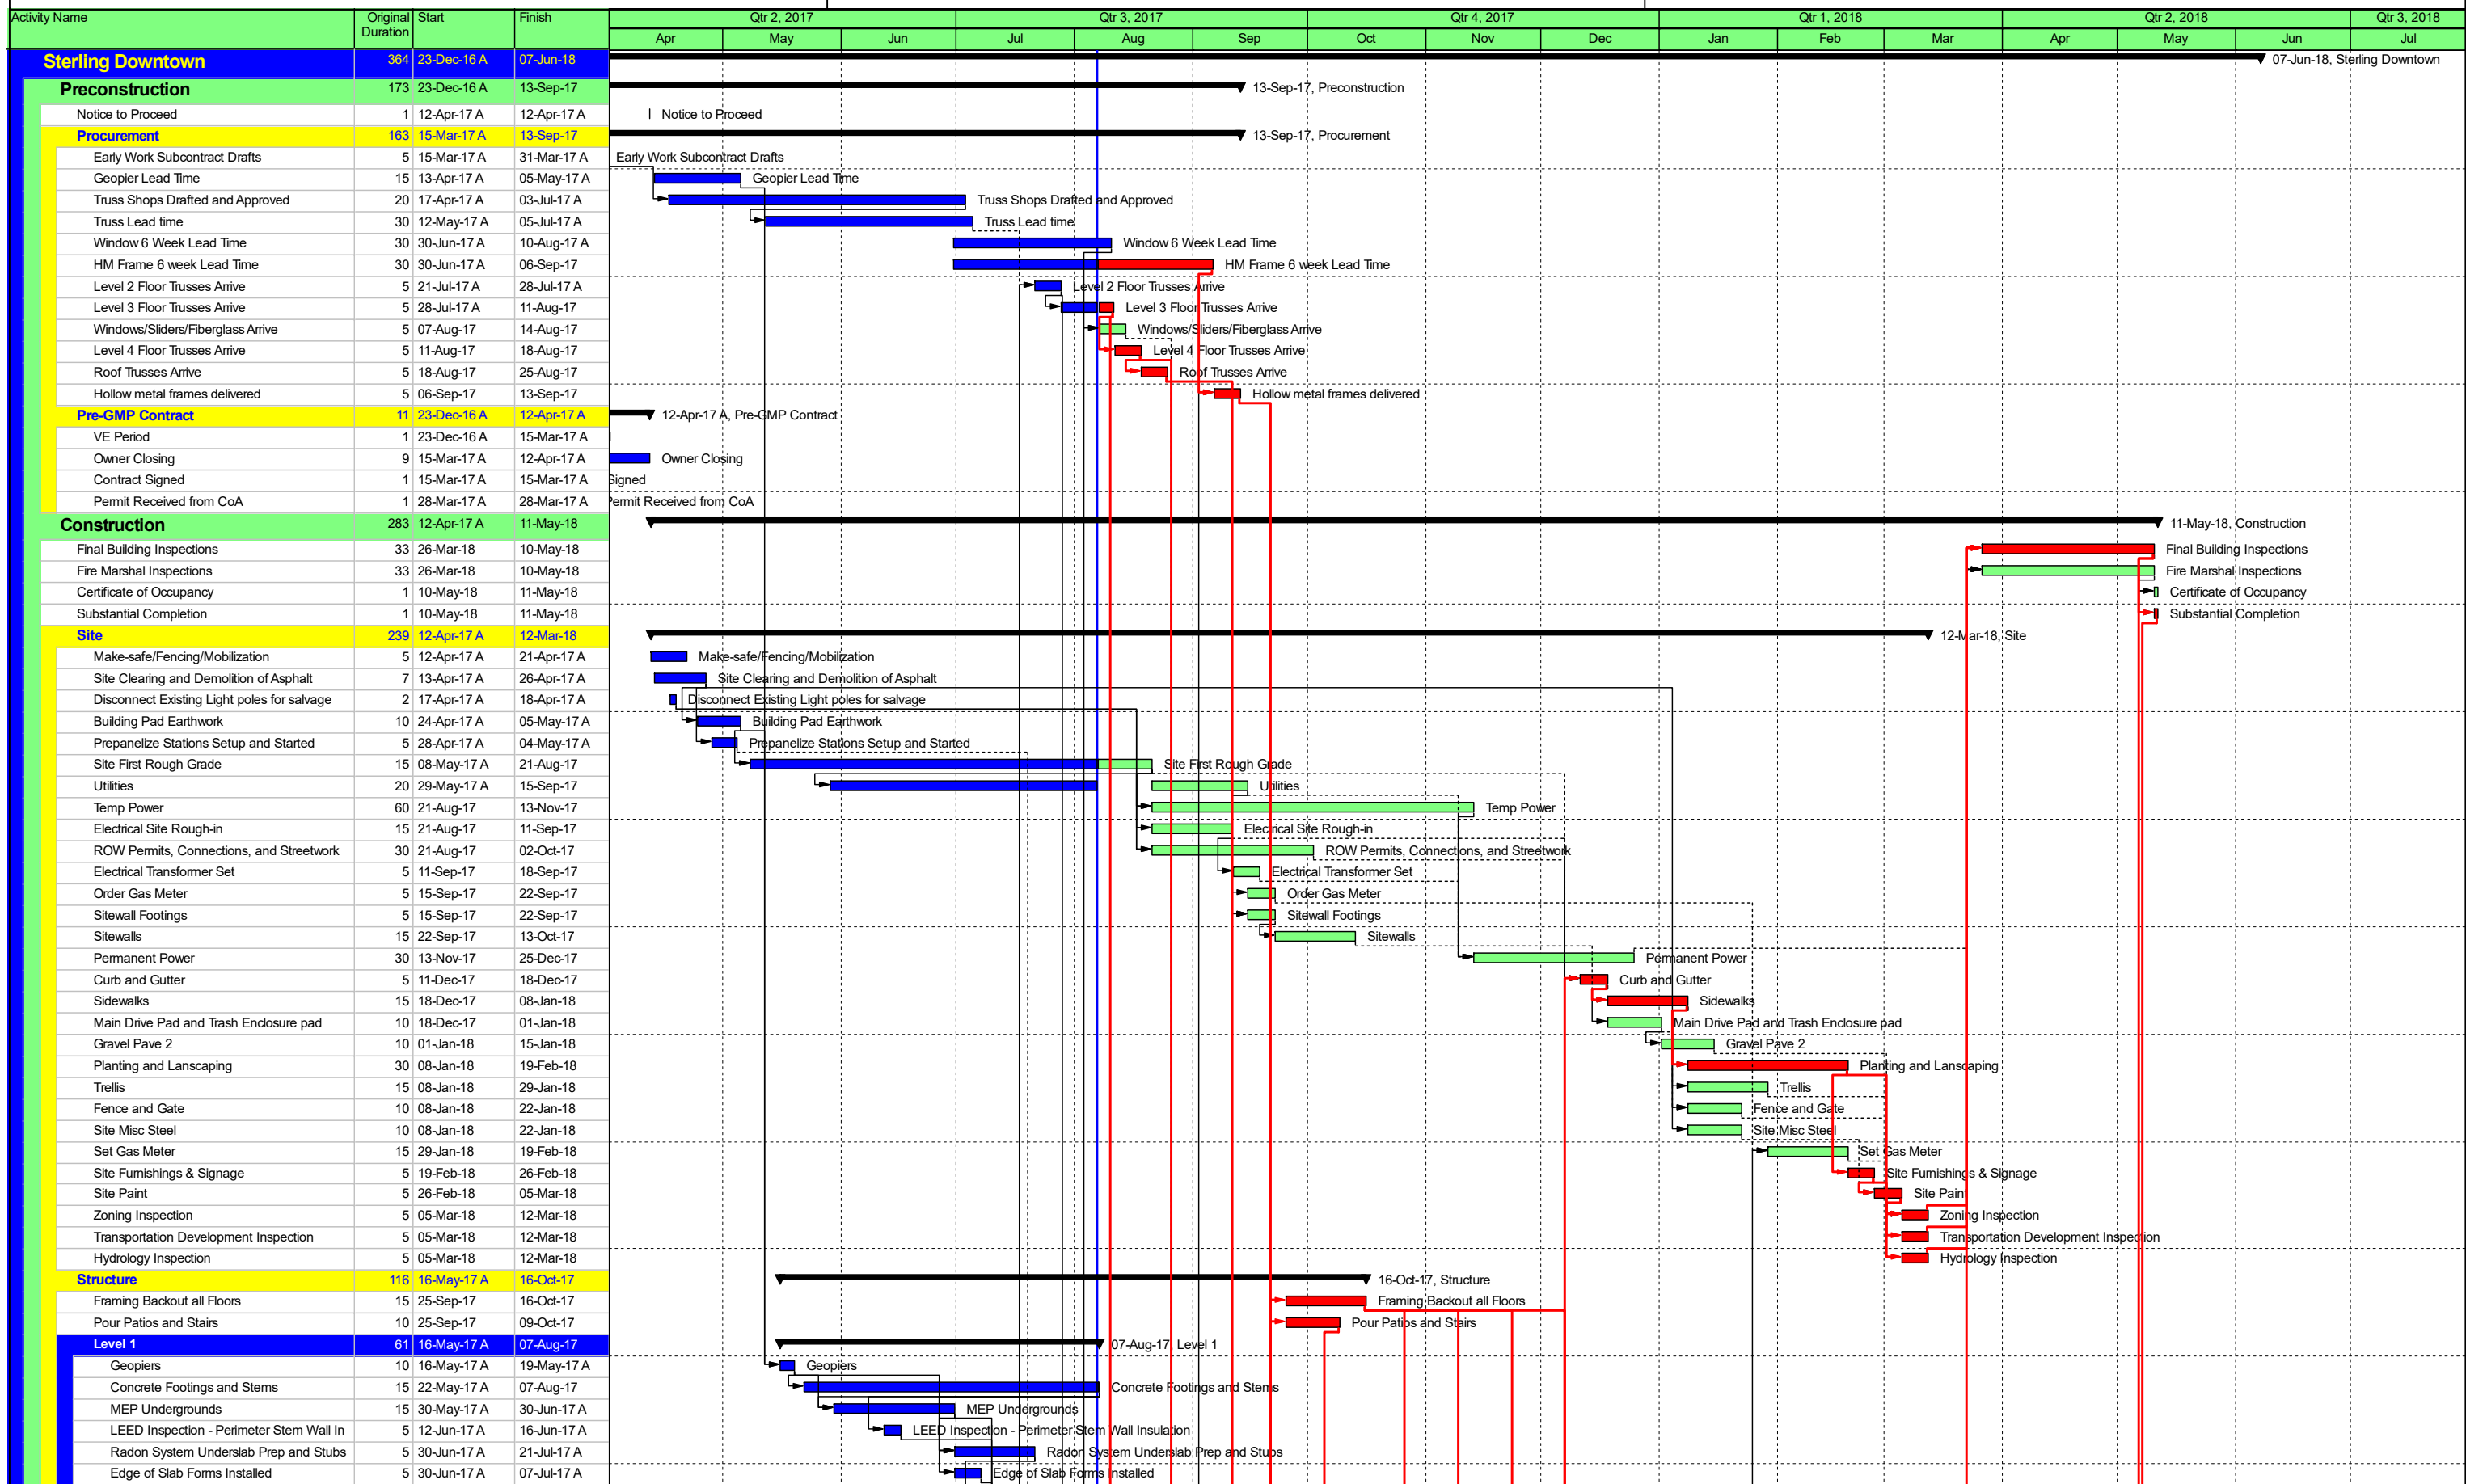 Activity Name Original Duration Start Finish Qtr 2, 2017 Qtr 3, 2017 Qtr 4, 2017 Qtr 1, 2018 Qtr 2, 2018 Qtr 3, 2018
Apr May Jun Jul Aug Sep Oct Nov Dec Jan Feb Mar Apr May Jun Jul
Sterling Downtown 364 23-Dec-16 A 07-Jun-18 07-Jun-18, Sterling Downtown
Preconstruction 173 23-Dec-16 A 13-Sep-17 13-Sep-17, Preconstruction
Notice to Proceed 1 12-Apr-17 A 12-Apr-17 A Notice to Proceed
Procurement 163 15-Mar-17 A 13-Sep-17 13-Sep-17, Procurement
Early Work Subcontract Drafts 5 15-Mar-17 A 31-Mar-17 A Early Work Subcontract Drafts
Geopier Lead Time 15 13-Apr-17 A 05-May-17 A Geopier Lead Time
Truss Shops Drafted and Approved 20 17-Apr-17 A 03-Jul-17 A Truss Shops Drafted and Approved
Truss Lead time 30 12-May-17 A 05-Jul-17 A Truss Lead time
Window 6 Week Lead Time 30 30-Jun-17 A 10-Aug-17 A Window 6 Week Lead Time
HM Frame 6 week Lead Time 30 30-Jun-17 A 06-Sep-17 HM Frame 6 week Lead Time
Level 2 Floor Trusses Arrive 5 21-Jul-17 A 28-Jul-17 A Level 2 Floor Trusses Arrive
Level 3 Floor Trusses Arrive 5 28-Jul-17 A 11-Aug-17 Level 3 Floor Trusses Arrive
Windows/Sliders/Fiberglass Arrive 5 07-Aug-17 14-Aug-17 Windows/Sliders/Fiberglass Arrive
Level 4 Floor Trusses Arrive 5 11-Aug-17 18-Aug-17 Level 4 Floor Trusses Arrive
Roof Trusses Arrive 5 18-Aug-17 25-Aug-17 Roof Trusses Arrive
Hollow metal frames delivered 5 06-Sep-17 13-Sep-17 Hollow metal frames delivered
Pre-GMP Contract 11 23-Dec-16 A 12-Apr-17 A 12-Apr-17 A, Pre-GMP Contract
VE Period 1 23-Dec-16 A 15-Mar-17 A
Owner Closing 9 15-Mar-17 A 12-Apr-17 A Owner Closing
Contract Signed 1 15-Mar-17 A 15-Mar-17 A Signed
Permit Received from CoA 1 28-Mar-17 A 28-Mar-17 A Permit Received from CoA
Construction 283 12-Apr-17 A 11-May-18 11-May-18, Construction
Final Building Inspections 33 26-Mar-18 10-May-18 Final Building Inspections
Fire Marshal Inspections 33 26-Mar-18 10-May-18 Fire Marshal Inspections
Certificate of Occupancy 1 10-May-18 11-May-18 Certificate of Occupancy
Substantial Completion 1 10-May-18 11-May-18 Substantial Completion
Site 239 12-Apr-17 A 12-Mar-18 12-Mar-18, Site
Make-safe/Fencing/Mobilization 5 12-Apr-17 A 21-Apr-17 A Make-safe/Fencing/Mobilization
Site Clearing and Demolition of Asphalt 7 13-Apr-17 A 26-Apr-17 A Site Clearing and Demolition of Asphalt
Disconnect Existing Light poles for salvage 2 17-Apr-17 A 18-Apr-17 A Disconnect Existing Light poles for salvage
Building Pad Earthwork 10 24-Apr-17 A 05-May-17 A Building Pad Earthwork
Prepanelize Stations Setup and Started 5 28-Apr-17 A 04-May-17 A Prepanelize Stations Setup and Started
Site First Rough Grade 15 08-May-17 A 21-Aug-17 Site First Rough Grade
Utilities 20 29-May-17 A 15-Sep-17 Utilities
Temp Power 60 21-Aug-17 13-Nov-17 Temp Power
Electrical Site Rough-in 15 21-Aug-17 11-Sep-17 Electrical Site Rough-in
ROW Permits, Connections, and Streetwork 30 21-Aug-17 02-Oct-17 ROW Permits, Connections, and Streetwork
Electrical Transformer Set 5 11-Sep-17 18-Sep-17 Electrical Transformer Set
Order Gas Meter 5 15-Sep-17 22-Sep-17 Order Gas Meter
Sitewall Footings 5 15-Sep-17 22-Sep-17 Sitewall Footings
Sitewalls 15 22-Sep-17 13-Oct-17 Sitewalls
Permanent Power 30 13-Nov-17 25-Dec-17 Permanent Power
Curb and Gutter 5 11-Dec-17 18-Dec-17 Curb and Gutter
Sidewalks 15 18-Dec-17 08-Jan-18 Sidewalks
Main Drive Pad and Trash Enclosure pad 10 18-Dec-17 01-Jan-18 Main Drive Pad and Trash Enclosure pad
Gravel Pave 2 10 01-Jan-18 15-Jan-18 Gravel Pave 2
Planting and Lanscaping 30 08-Jan-18 19-Feb-18 Planting and Lanscaping
Trellis 15 08-Jan-18 29-Jan-18 Trellis
Fence and Gate 10 08-Jan-18 22-Jan-18 Fence and Gate
Site Misc Steel 10 08-Jan-18 22-Jan-18 Site Misc Steel
Set Gas Meter 15 29-Jan-18 19-Feb-18 Set Gas Meter
Site Furnishings & Signage 5 19-Feb-18 26-Feb-18 Site Furnishings & Signage
Site Paint 5 26-Feb-18 05-Mar-18 Site Paint
Zoning Inspection 5 05-Mar-18 12-Mar-18 Zoning Inspection
Transportation Development Inspection 5 05-Mar-18 12-Mar-18 Transportation Development Inspection
Hydrology Inspection 5 05-Mar-18 12-Mar-18 Hydrology Inspection
Structure 116 16-May-17 A 16-Oct-17 16-Oct-17, Structure
Framing Backout all Floors 15 25-Sep-17 16-Oct-17 Framing Backout all Floors
Pour Patios and Stairs 10 25-Sep-17 09-Oct-17 Pour Patios and Stairs
Level 1 61 16-May-17 A 07-Aug-17 07-Aug-17, Level 1
Geopiers 10 16-May-17 A 19-May-17 A Geopiers
Concrete Footings and Stems 15 22-May-17 A 07-Aug-17 Concrete Footings and Stems
MEP Undergrounds 15 30-May-17 A 30-Jun-17 A MEP Undergrounds
LEED Inspection - Perimeter Stem Wall In 5 12-Jun-17 A 16-Jun-17 A LEED Inspection - Perimeter Stem Wall Insulation
Radon System Underslab Prep and Stubs 5 30-Jun-17 A 21-Jul-17 A Radon System Underslab Prep and Stubs
Edge of Slab Forms Installed 5 30-Jun-17 A 07-Jul-17 A Edge of Slab Forms Installed